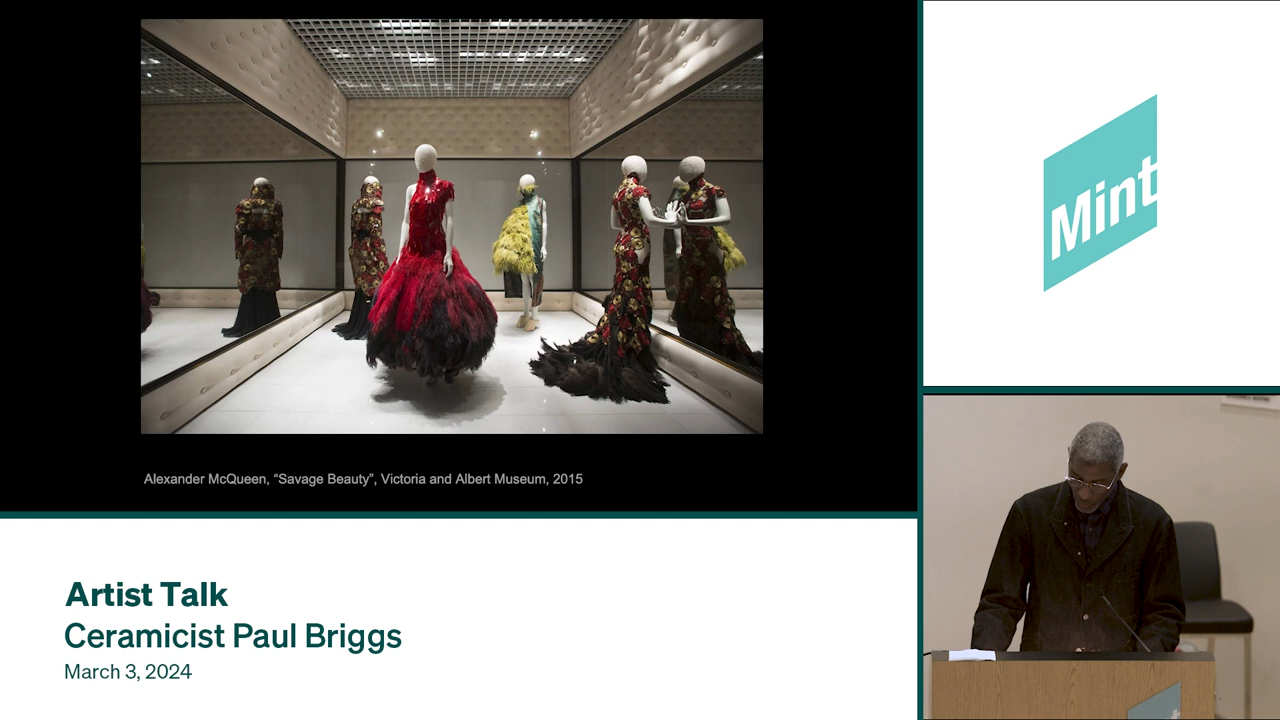 Alexander McQueen, “Savage Beauty”, Victoria and Albert Museum, 2015
Artist Talk
Ceramicist Paul Briggs
March 3, 2024
Mint